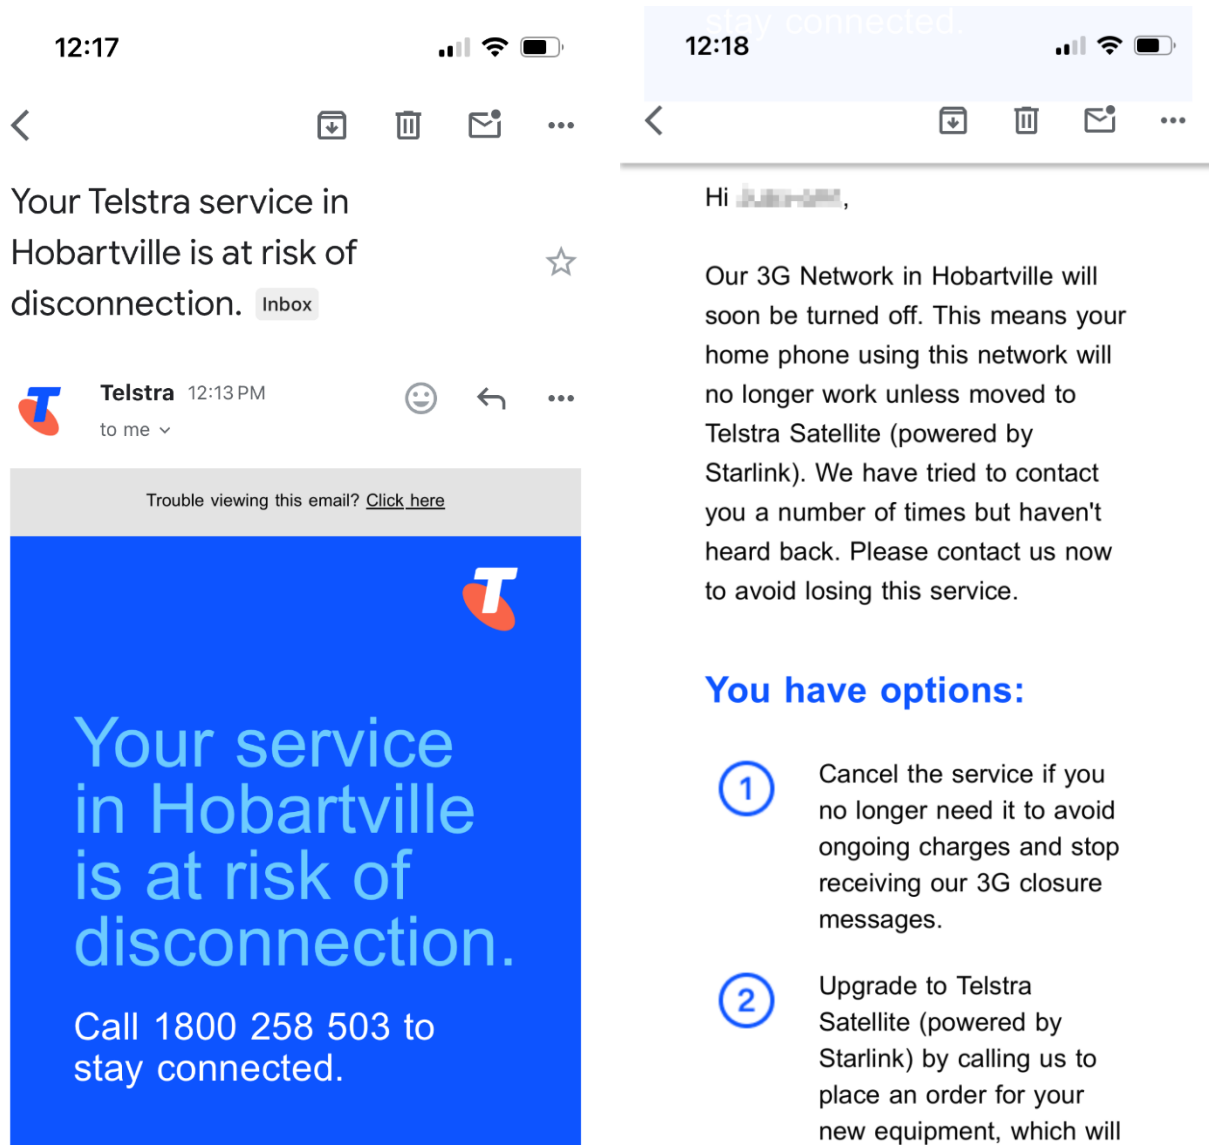 12:17
Your Telstra service in
Hobartville is at risk of
disconnection. Inbox
Telstra 12:13 PM
to me
Trouble viewing this email? Click here
T
Your service
in Hobartville
is at risk of
disconnection.
Call 1800 258 503 to
stay connected.
stay connected.
12:18
Hi ,
Our 3G Network in Hobartville will
soon be turned off. This means your
home phone using this network will
no longer work unless moved to
Telstra Satellite (powered by
Starlink). We have tried to contact
you a number of times but haven't
heard back. Please contact us now
to avoid losing this service.
You have options:
1 Cancel the service if you
no longer need it to avoid
ongoing charges and stop
receiving our 3G closure
messages.
2 Upgrade to Telstra
Satellite (powered by
Starlink) by calling us to
place an order for your
new equipment, which will